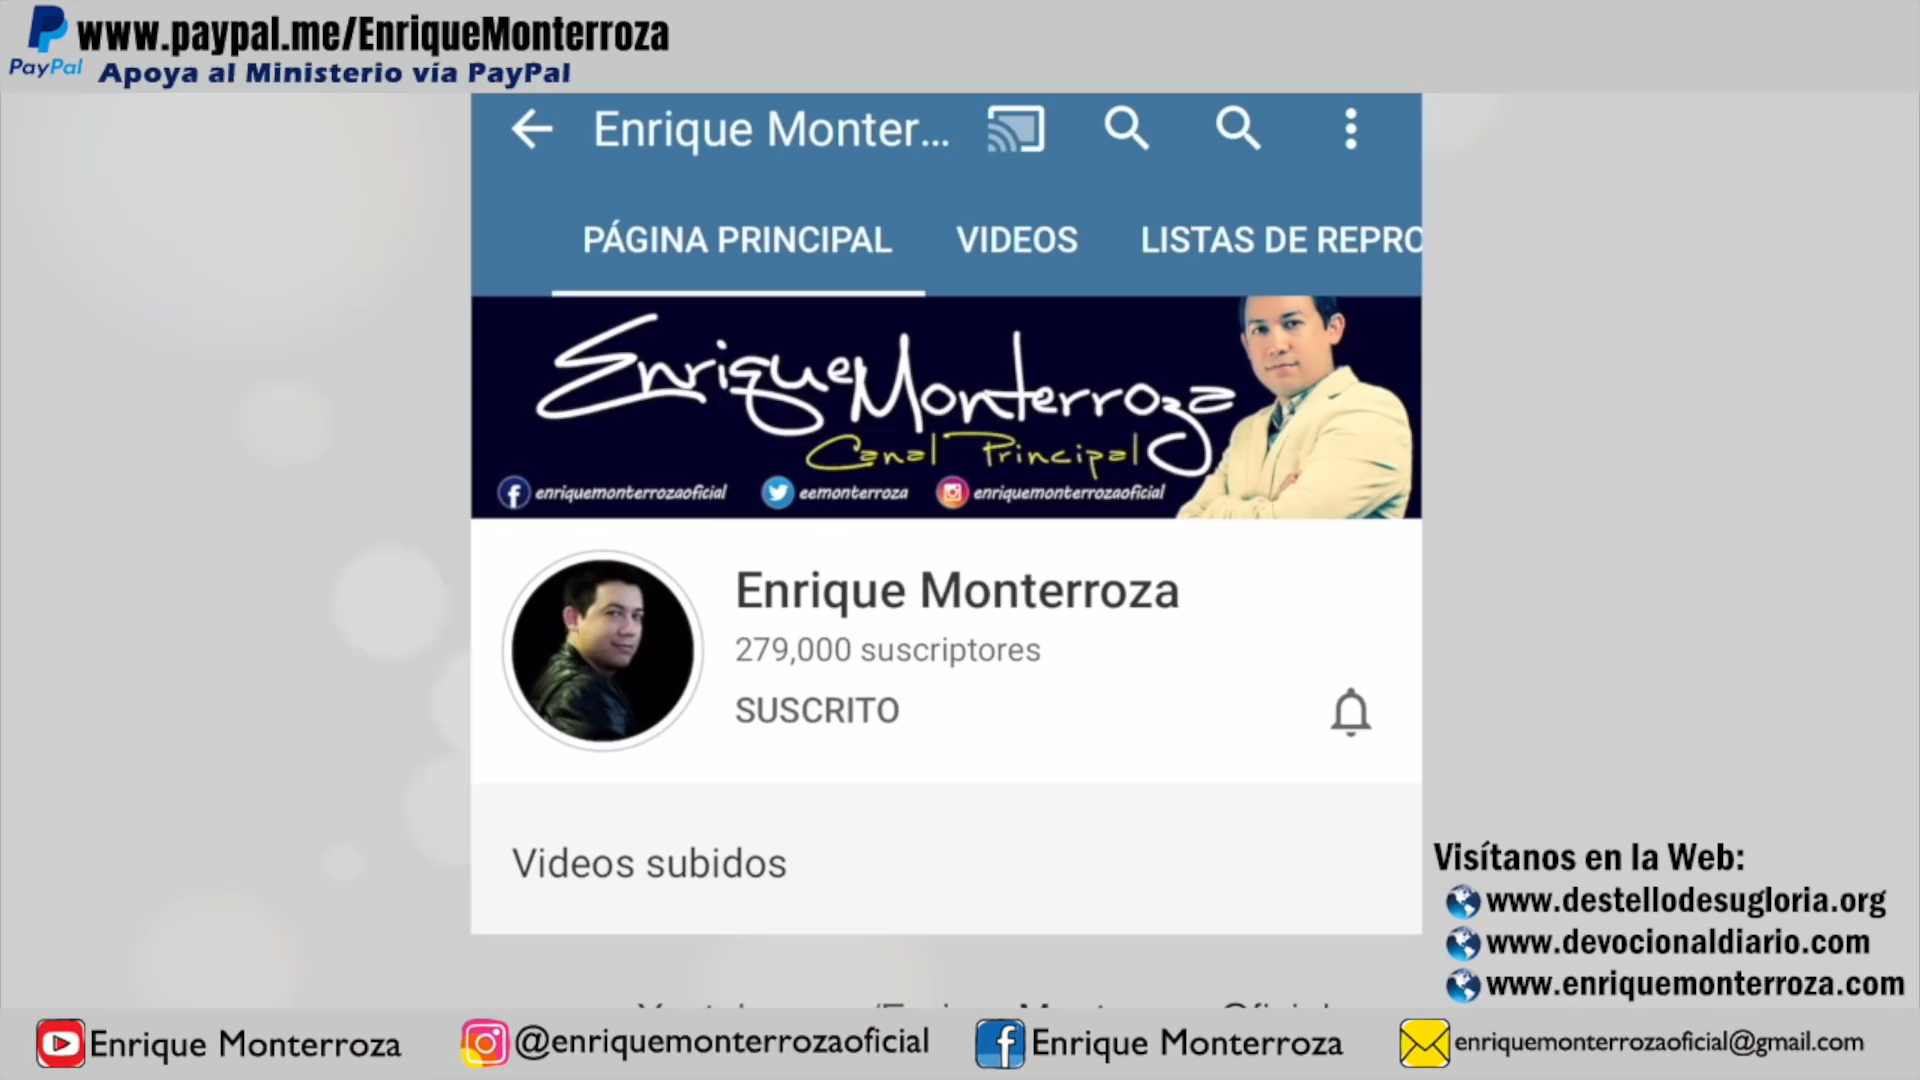 www.paypal.me/EnriqueMonterroza
PayPal
Apoya al Ministerio vía PayPal
Enrique Monter...
PÁGINA PRINCIPAL
VIDEOS
LISTAS DE REPRO
Enrique Monterroza
Canal Principal
enriquemonterrozaoficial
eemonterroza
enriquemonterrozaoficial
Enrique Monterroza
279,000 suscriptores
SUSCRITO
Videos subidos
Visítanos en la Web:
www.destellodesugloria.org
www.devocionaldiario.com
www.enriquemonterroza.com
Enrique Monterroza
@enriquemonterrozaoficial
Enrique Monterroza
enriquemonterrozaoficial@gmail.com